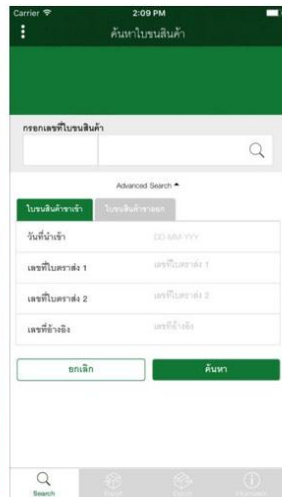 Carrier 2:09 PM
ค้นหาใบขนสินค้า
กรอกเลขที่ใบขนสินค้า
Advanced Search
ใบขนสินค้าขาเข้า ใบขนสินค้าขาออก
วันที่นำเข้า DD-MM-YYY
เลขที่ใบตราส่ง 1 เลขที่ใบตราส่ง 1
เลขที่ใบตราส่ง 2 เลขที่ใบตราส่ง 2
เลขที่อ้างอิง เลขที่อ้างอิง
ยกเลิก ค้นหา
Search